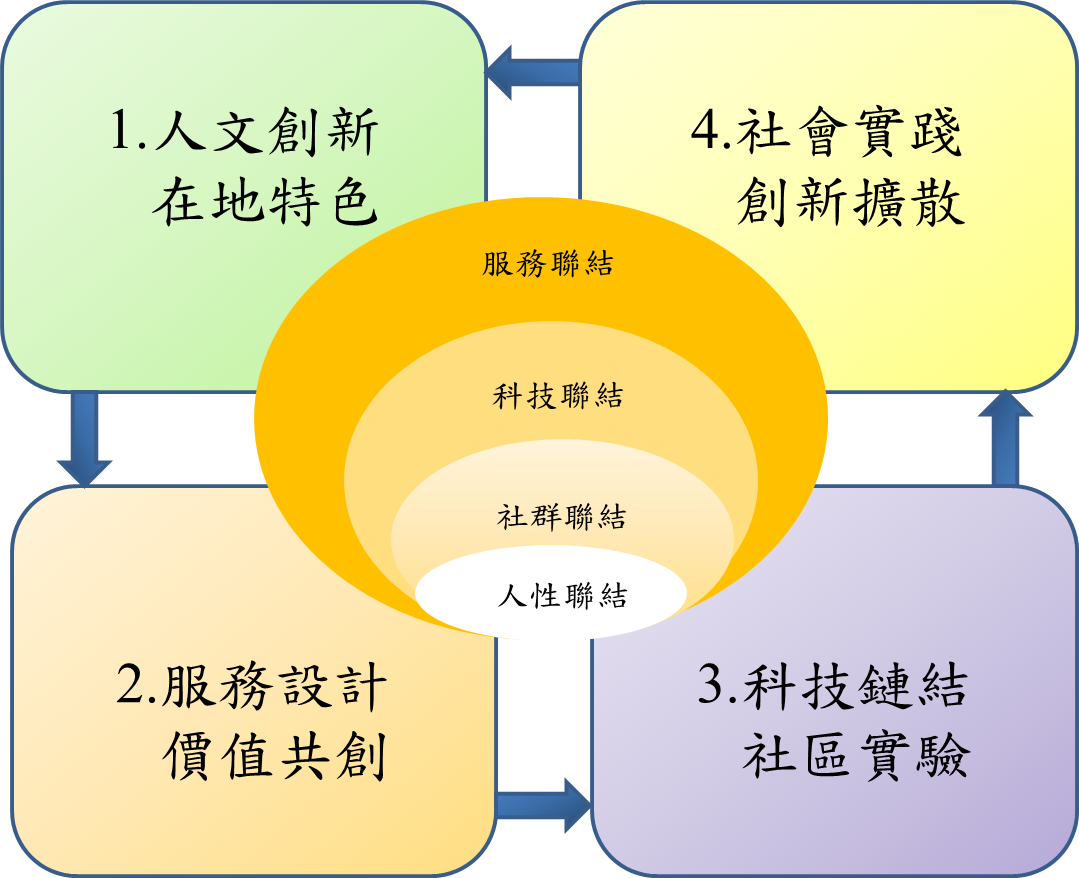 1.人文創新
在地特色
4.社會實踐
創新擴散
服務聯結
科技聯結
社群聯結
人性聯結
2.服務設計
價值共創
3.科技鏈結
社區實驗